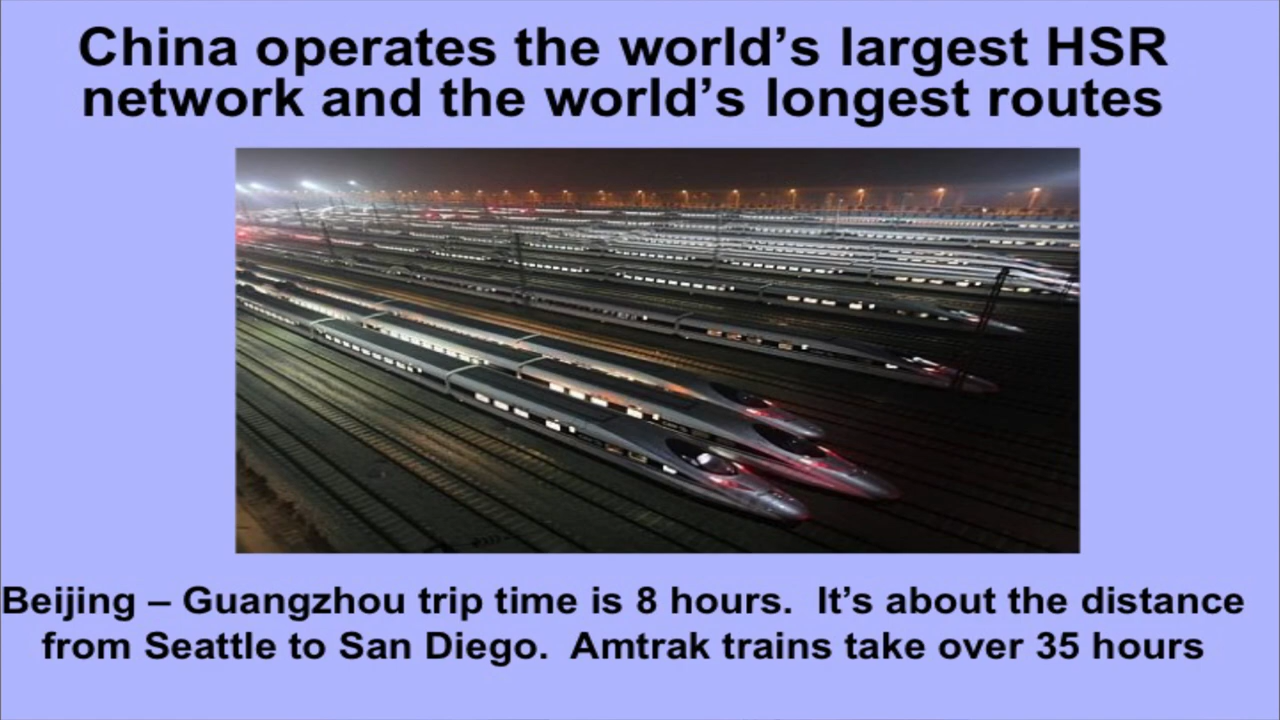 China operates the world’s largest HSR
network and the world’s longest routes
Beijing – Guangzhou trip time is 8 hours.  It’s about the distance
from Seattle to San Diego.  Amtrak trains take over 35 hours